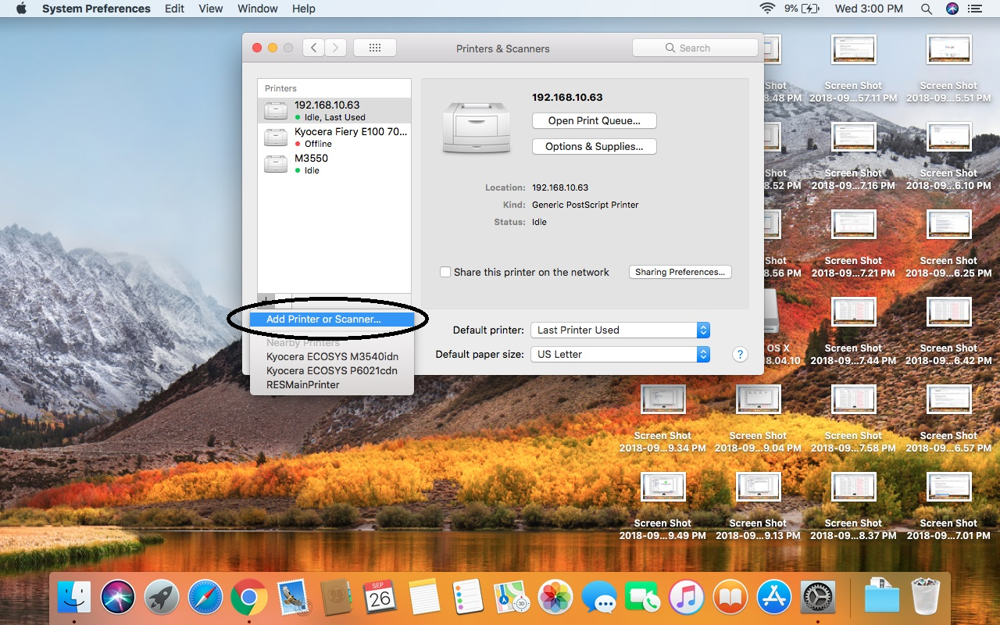 System Preferences Edit View Window Help 9% Wed 3:00 PM
Printers & Scanners
Search
Printers
192.168.10.63
Idle, Last Used
Kyocera Fiery E100 70...
Offline
M3550
Idle
192.168.10.63
Open Print Queue...
Options & Supplies...
Location: 192.168.10.63
Kind: Generic PostScript Printer
Status: Idle
Share this printer on the network
Sharing Preferences...
+
Add Printer or Scanner...
Nearby Printers
Kyocera ECOSYS M3540idn
Kyocera ECOSYS P6021cdn
RESMainPrinter
Default printer: Last Printer Used
Default paper size: US Letter
?
Shot Screen Shot Screen Shot
8.48 PM 2018-09...57.11 PM 2018-09...5.51 PM
Shot Screen Shot Screen Shot
8.52 PM 2018-09...7.16 PM 2018-09...6.10 PM
Shot Screen Shot Screen Shot
8.56 PM 2018-09...7.21 PM 2018-09...6.25 PM
OS X Screen Shot Screen Shot
8.04.10 2018-09...7.44 PM 2018-09...6.42 PM
Screen Shot Screen Shot Screen Shot Screen Shot
2018-09...9.34 PM 2018-09...9.04 PM 2018-09...7.58 PM 2018-09...6.57 PM
Screen Shot Screen Shot Screen Shot Screen Shot
2018-09...9.49 PM 2018-09...9.13 PM 2018-09...8.37 PM 2018-09...7.01 PM
SEP
26
3D